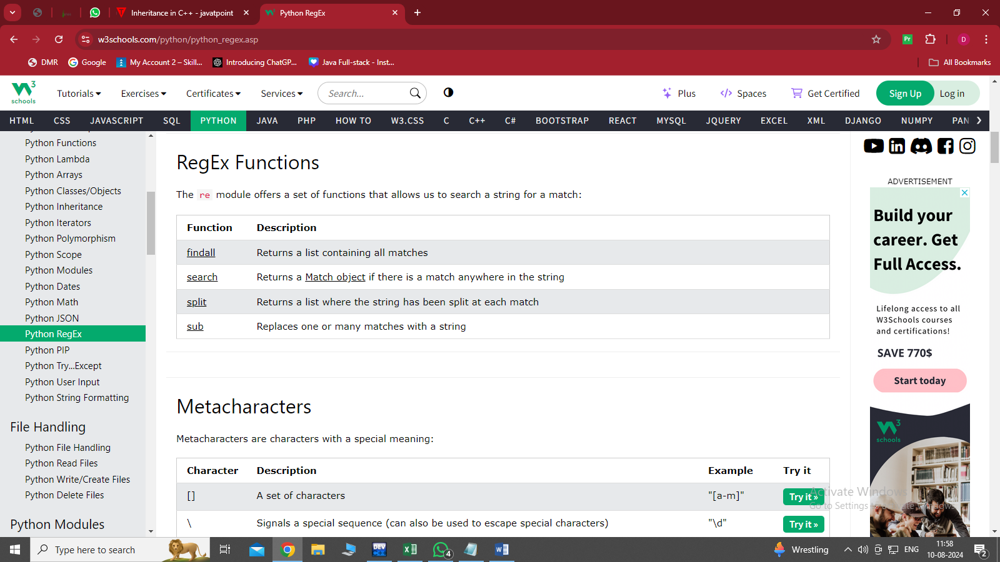 Inheritance in C++ - javatpoint
Python RegEx
w3schools.com/python/python_regex.asp
Pr
D
DMR
Google
My Account 2 – Skill...
Introducing ChatGP...
Java Full-stack - Inst...
All Bookmarks
W3
schools
Tutorials
Exercises
Certificates
Services
Search...
Plus
Spaces
Get Certified
Sign Up
Log in
HTML
CSS
JAVASCRIPT
SQL
PYTHON
JAVA
PHP
HOW TO
W3.CSS
C
C++
C#
BOOTSTRAP
REACT
MYSQL
JQUERY
EXCEL
XML
DJANGO
NUMPY
PAN
Python Functions
Python Lambda
Python Arrays
Python Classes/Objects
Python Inheritance
Python Iterators
Python Polymorphism
Python Scope
Python Modules
Python Dates
Python Math
Python JSON
Python RegEx
Python PIP
Python Try...Except
Python User Input
Python String Formatting
File Handling
Python File Handling
Python Read Files
Python Write/Create Files
Python Delete Files
Python Modules
RegEx Functions
The re module offers a set of functions that allows us to search a string for a match:
Function Description
findall Returns a list containing all matches
search Returns a Match object if there is a match anywhere in the string
split Returns a list where the string has been split at each match
sub Replaces one or many matches with a string
Metacharacters
Metacharacters are characters with a special meaning:
Character Description Example Try it
[] A set of characters "[a-m]" Try it »
\ Signals a special sequence (can also be used to escape special characters) "\d" Try it »
in
ADVERTISEMENT
Build your
career. Get
Full Access.
Lifelong access to all
W3Schools courses
and certifications!
SAVE 770$
Start today
W3
schools
Activate Windows
Go to Settings to activate Windows.
Type here to search
DEV
4
Wrestling
ENG
11:58
10-08-2024
2